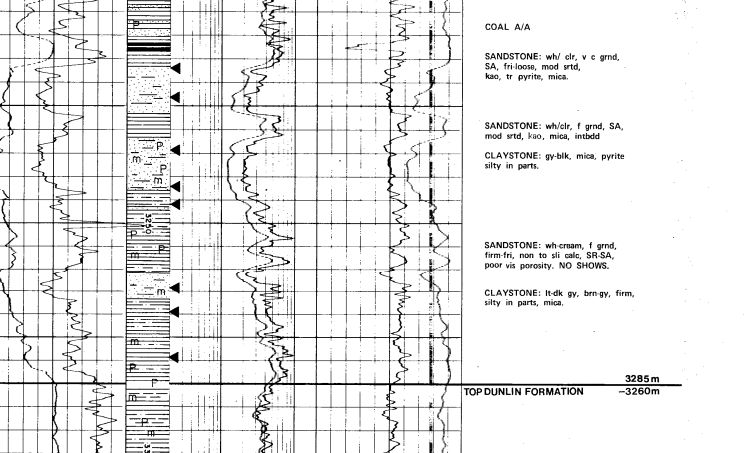 COAL A/A
SANDSTONE: wh/ clr, v c grnd,
SA, fri-loose, mod srtd,
kao, tr pyrite, mica.
SANDSTONE: wh/clr, f grnd, SA,
mod srtd, kao, mica, intbdd
CLAYSTONE: gy-blk, mica, pyrite
silty in parts.
SANDSTONE: wh-cream, f grnd,
firm-fri, non to sli calc, SR-SA,
poor vis porosity. NO SHOWS.
CLAYSTONE: lt-dk gy, brn-gy, firm,
silty in parts, mica.
3285 m
TOP DUNLIN FORMATION −3260m
P
P
m
P
m
3250
P
P
m
m
m
P
P
m
P
m